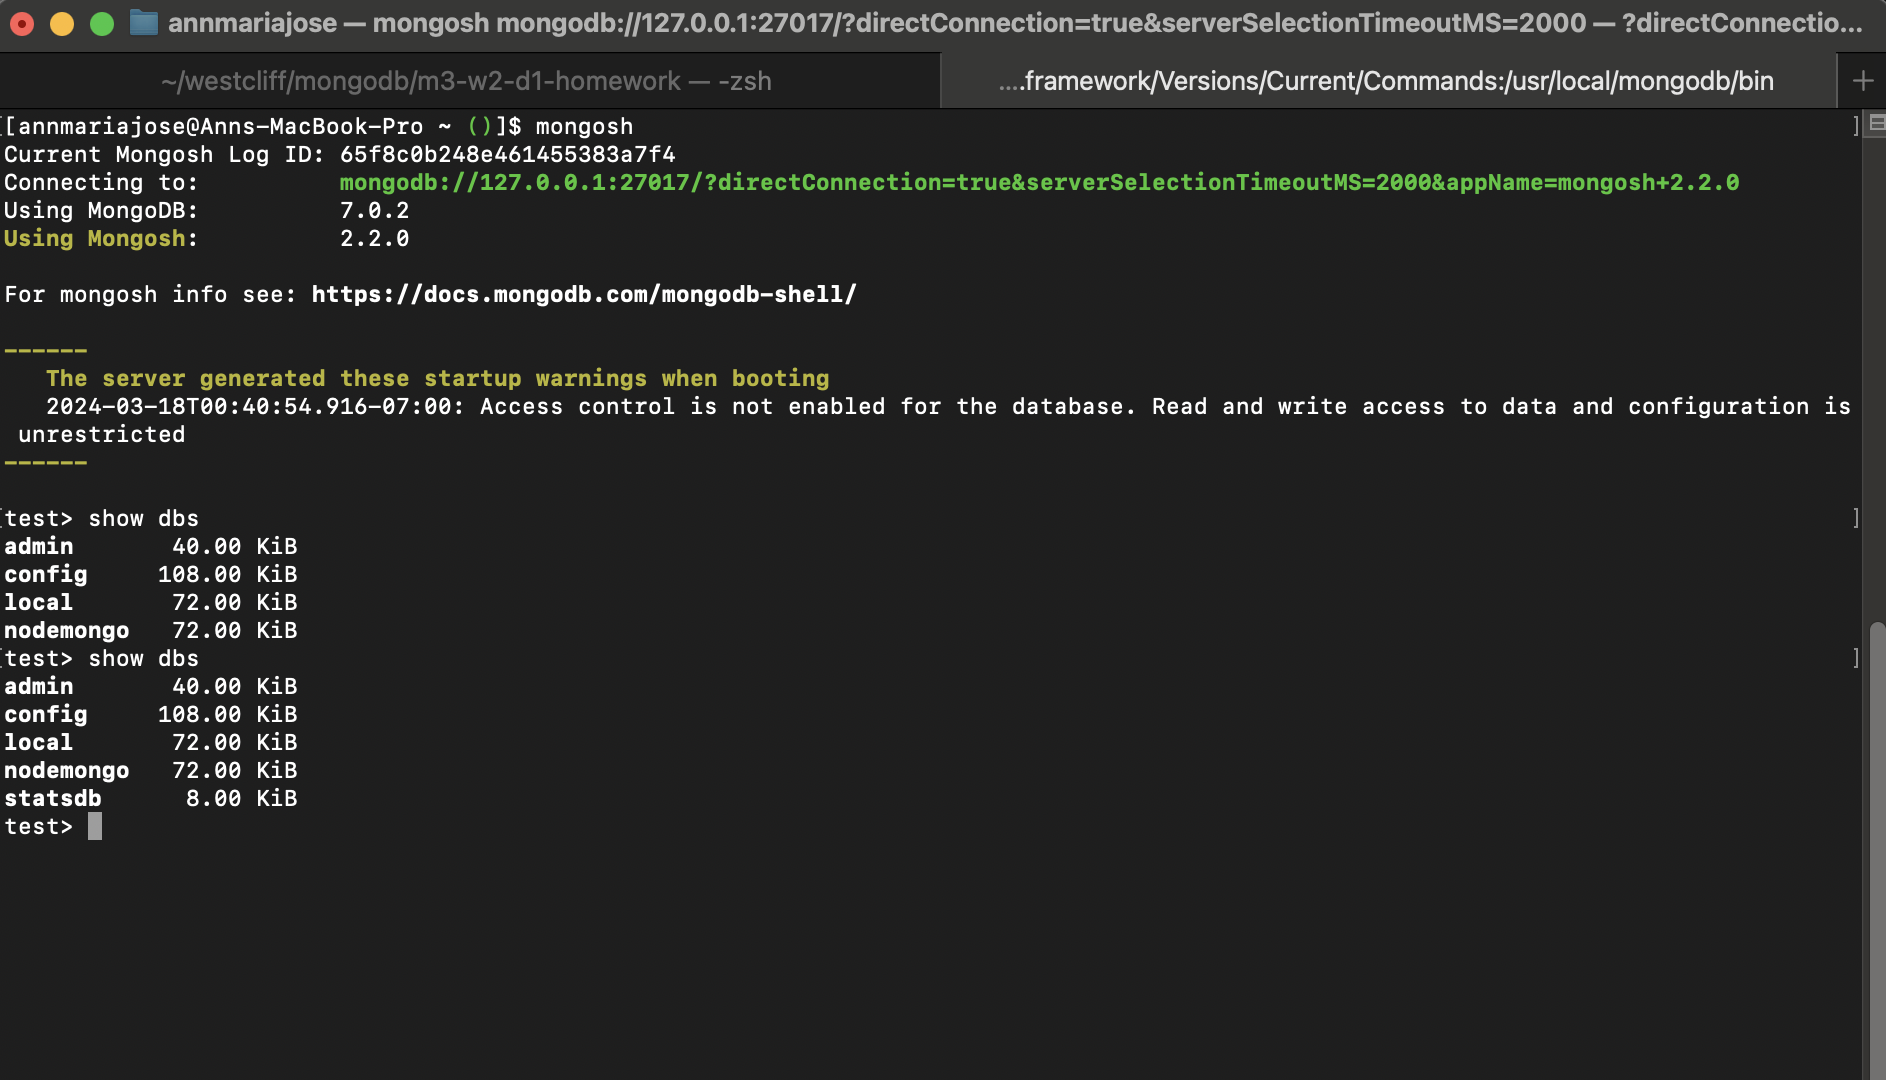 annmariajose — mongosh mongodb://127.0.0.1:27017/?directConnection=true&serverSelectionTimeoutMS=2000 — ?directConnectio...
~/westcliff/mongodb/m3-w2-d1-homework — -zsh
....framework/Versions/Current/Commands:/usr/local/mongodb/bin
[[annmariajose@Anns-MacBook-Pro ~ ()]$ mongosh ]
Current Mongosh Log ID: 65f8c0b248e461455383a7f4
Connecting to: mongodb://127.0.0.1:27017/?directConnection=true&serverSelectionTimeoutMS=2000&appName=mongosh+2.2.0
Using MongoDB: 7.0.2
Using Mongosh: 2.2.0
For mongosh info see: https://docs.mongodb.com/mongodb-shell/
------
The server generated these startup warnings when booting
2024-03-18T00:40:54.916-07:00: Access control is not enabled for the database. Read and write access to data and configuration is
unrestricted
------
[test> show dbs ]
admin 40.00 KiB
config 108.00 KiB
local 72.00 KiB
nodemongo 72.00 KiB
[test> show dbs ]
admin 40.00 KiB
config 108.00 KiB
local 72.00 KiB
nodemongo 72.00 KiB
statsdb 8.00 KiB
test>